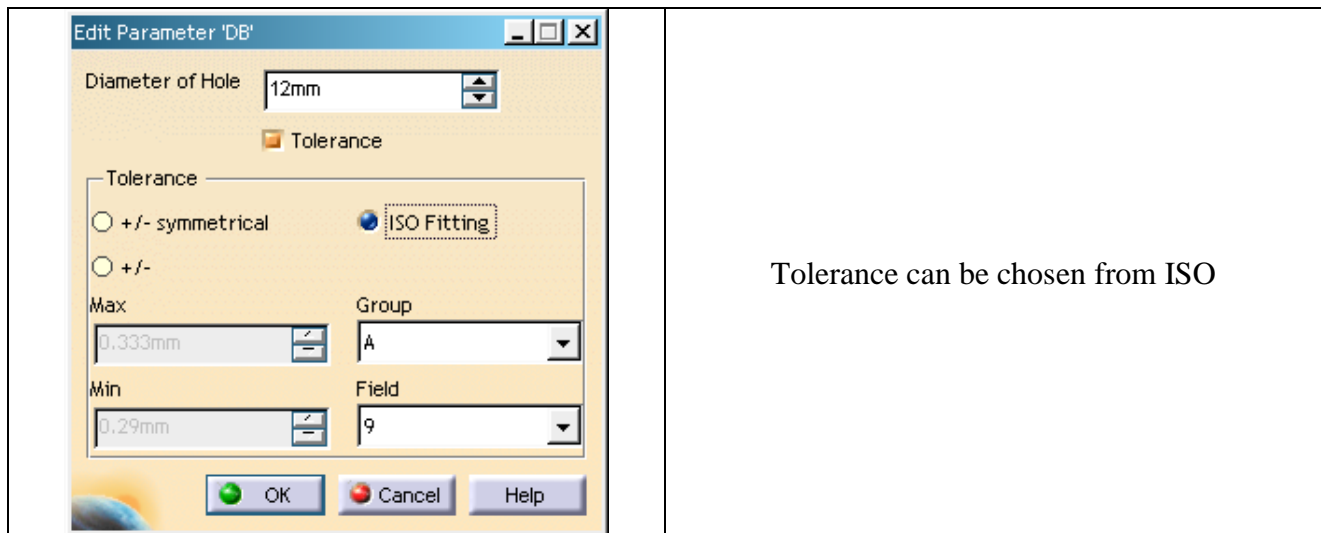 Edit Parameter 'DB'
Diameter of Hole 12mm
Tolerance
Tolerance
+/- symmetrical ISO Fitting
+/-
Max Group
0.333mm A
Min Field
0.29mm 9
OK Cancel Help
Tolerance can be chosen from ISO